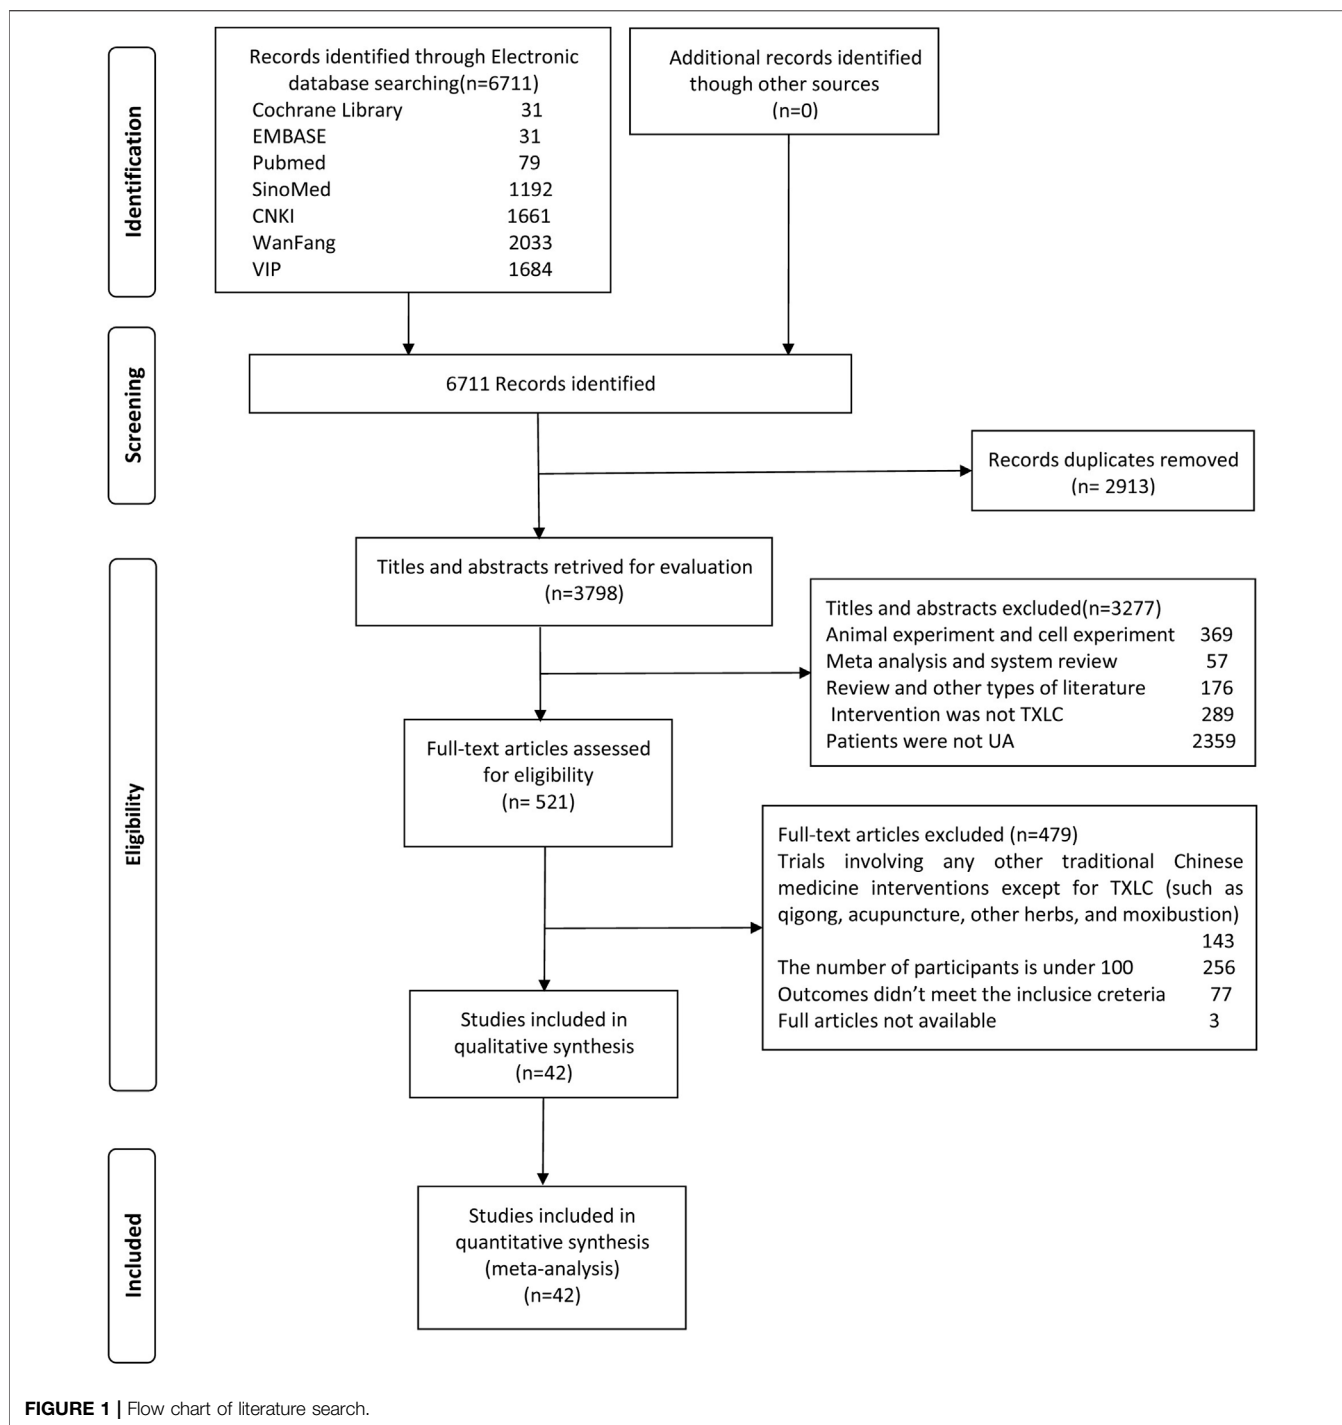 Identification
Records identified through Electronic
database searching(n=6711)
Cochrane Library 31
EMBASE 31
Pubmed 79
SinoMed 1192
CNKI 1661
WanFang 2033
VIP 1684
Additional records identified
though other sources
(n=0)
Screening
6711 Records identified
Records duplicates removed
(n= 2913)
Eligibility
Titles and abstracts retrived for evaluation
(n=3798)
Titles and abstracts excluded(n=3277)
Animal experiment and cell experiment 369
Meta analysis and system review 57
Review and other types of literature 176
Intervention was not TXLC 289
Patients were not UA 2359
Full-text articles assessed
for eligibility
(n= 521)
Full-text articles excluded (n=479)
Trials involving any other traditional Chinese
medicine interventions except for TXLC (such as
qigong, acupuncture, other herbs, and moxibustion)
143
The number of participants is under 100 256
Outcomes didn't meet the inclusice creteria 77
Full articles not available 3
Studies included in
qualitative synthesis
(n=42)
Included
Studies included in
quantitative synthesis
(meta-analysis)
(n=42)
FIGURE 1 | Flow chart of literature search.